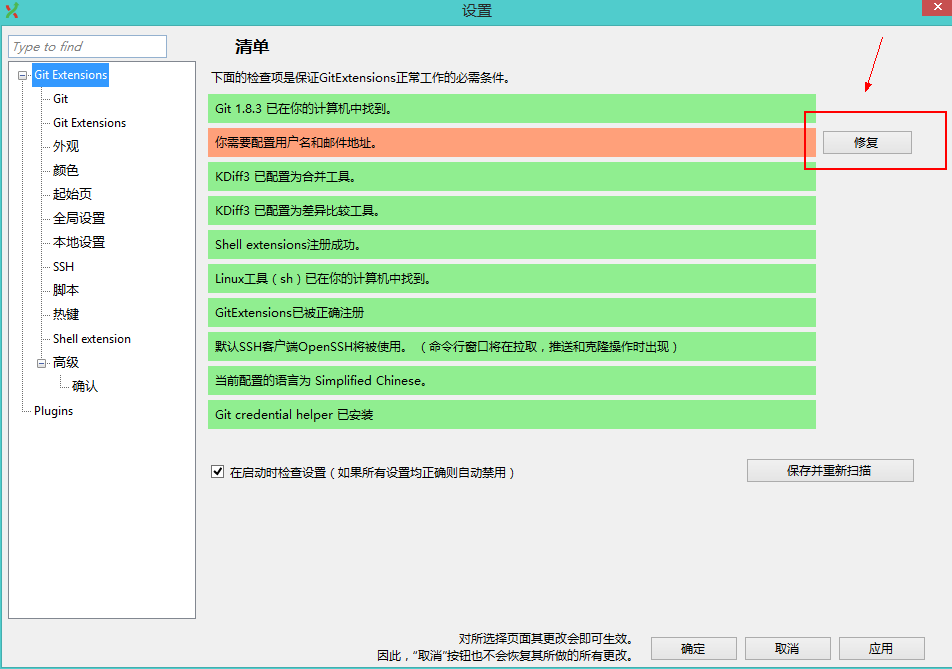 设置
Type to find
Git Extensions
Git
Git Extensions
外观
颜色
起始页
全局设置
本地设置
SSH
脚本
热键
Shell extension
高级
确认
Plugins
清单
下面的检查项是保证GitExtensions正常工作的必需条件。
Git 1.8.3 已在你的计算机中找到。
你需要配置用户名和邮件地址。
修复
KDiff3 已配置为合并工具。
KDiff3 已配置为差异比较工具。
Shell extensions注册成功。
Linux工具（sh）已在你的计算机中找到。
GitExtensions已被正确注册
默认SSH客户端OpenSSH将被使用。（命令行窗口将在拉取，推送和克隆操作时出现）
当前配置的语言为 Simplified Chinese。
Git credential helper 已安装
在启动时检查设置（如果所有设置均正确则自动禁用）
保存并重新扫描
对所选择页面其更改会即可生效。
因此，“取消”按钮也不会恢复其所做的所有更改。
确定
取消
应用